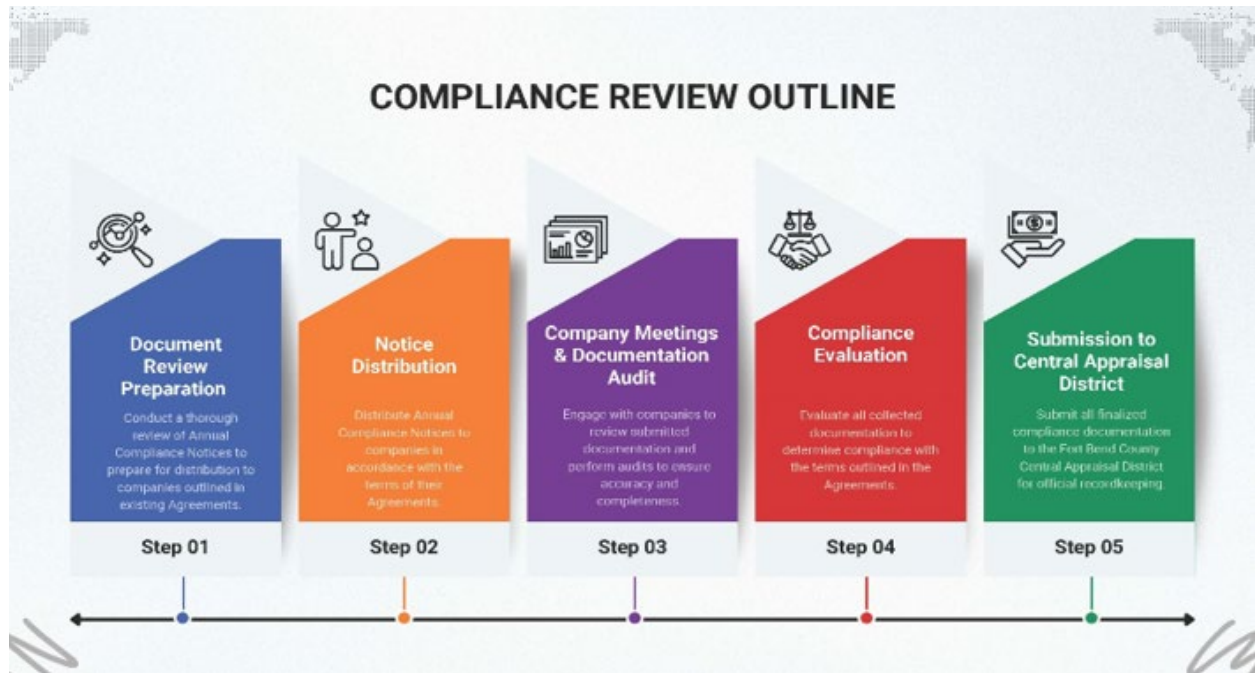 COMPLIANCE REVIEW OUTLINE
Document
Review
Preparation
Conduct a thorough
review of Annual
Compliance Notices to
prepare for distribution to
companies outlined in
existing Agreements.
Step 01
Notice
Distribution
Distribute Annual
Compliance Notices to
companies in
accordance with the
terms of their
Agreements.
Step 02
Company Meetings
& Documentation
Audit
Engage with companies to
review submitted
documentation and
perform audits to ensure
accuracy and
completeness.
Step 03
Compliance
Evaluation
Evaluate all collected
documentation to
determine compliance with
the terms outlined in the
Agreements.
Step 04
Submission to
Central Appraisal
District
Submit all finalized
compliance documentation
to the Fort Bend County
Central Appraisal District
for official recordkeeping.
Step 05